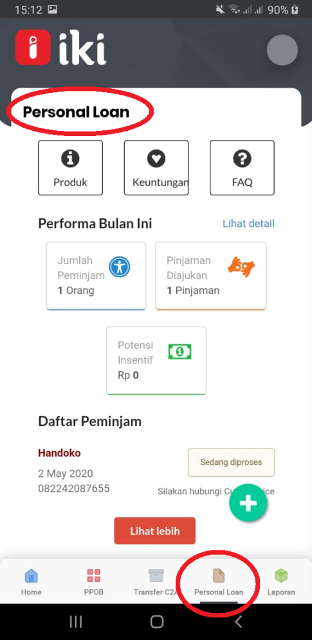 15:12
90%
iki
Personal Loan
Produk
Keuntungan
FAQ
Performa Bulan Ini
Lihat detail
Jumlah
Peminjam
1 Orang
Pinjaman
Diajukan
1 Pinjaman
Potensi
Insentif
Rp 0
Daftar Peminjam
Handoko
2 May 2020
082242087655
Sedang diproses
Silakan hubungi Cu ice
+
Lihat lebih
Home
PPOB
Transfer C2A
Personal Loan
Laporan